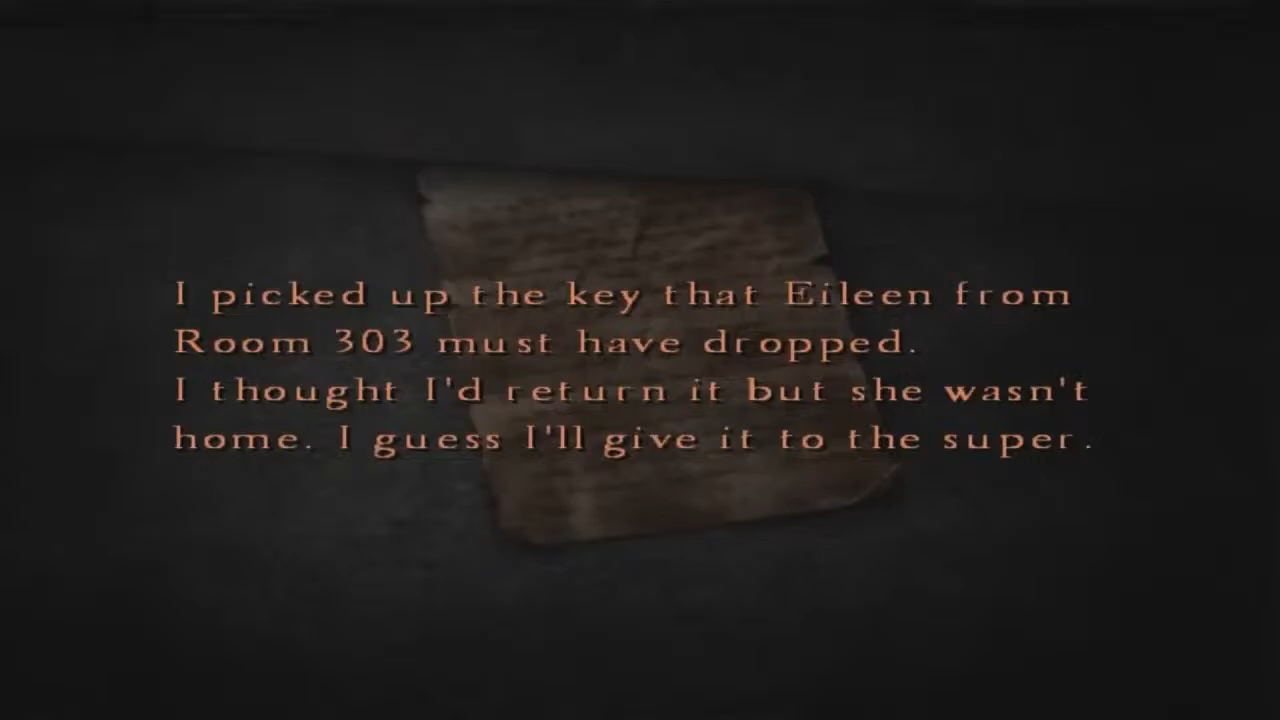 I picked up the key that Eileen from
Room 303 must have dropped.
I thought I'd return it but she wasn't
home. I guess I'll give it to the super.